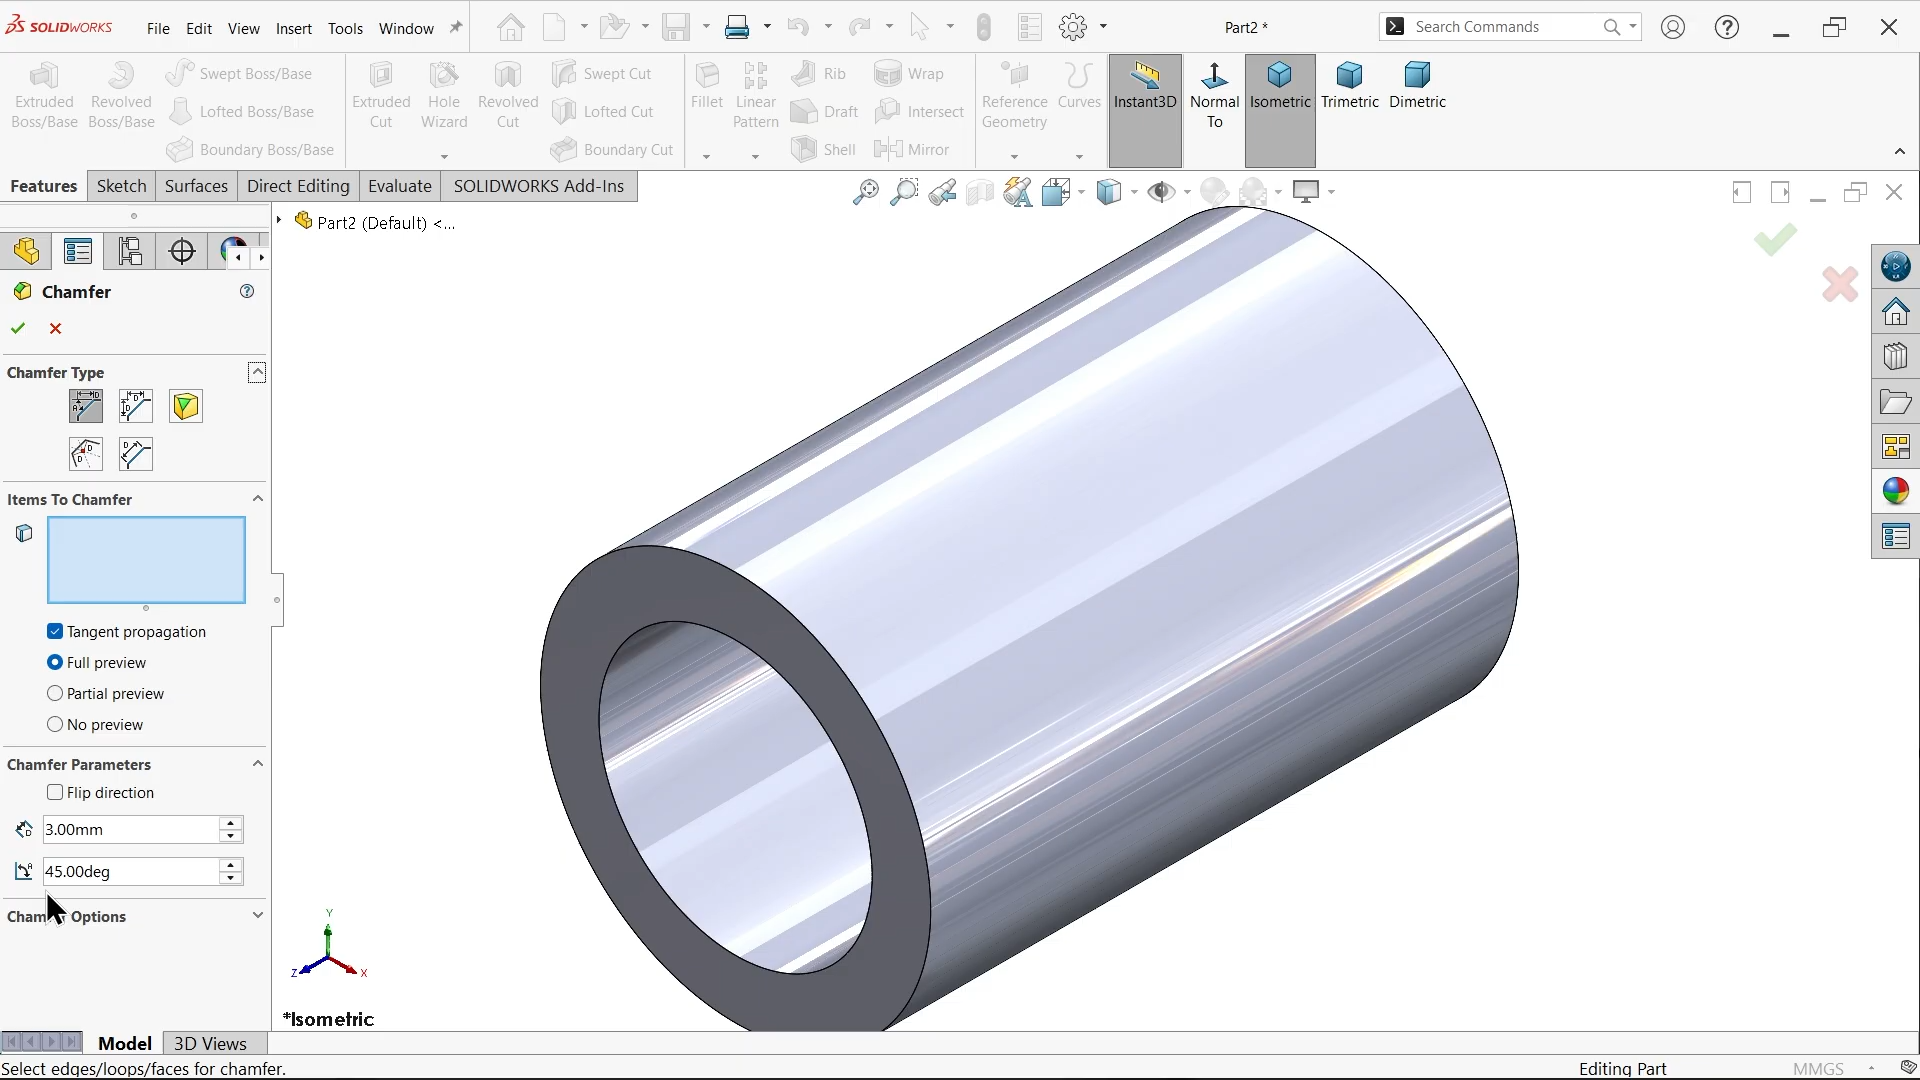 SOLIDWORKS
File Edit View Insert Tools Window
Part2 *
Search Commands
Extruded Boss/Base
Revolved Boss/Base
Swept Boss/Base
Lofted Boss/Base
Boundary Boss/Base
Extruded Cut
Hole Wizard
Revolved Cut
Swept Cut
Lofted Cut
Boundary Cut
Fillet
Linear Pattern
Rib
Draft
Shell
Wrap
Intersect
Mirror
Reference Geometry
Curves
Instant3D
Normal To
Isometric
Trimetric
Dimetric
Features Sketch Surfaces Direct Editing Evaluate SOLIDWORKS Add-Ins
Part2 (Default) <...
Chamfer
Chamfer Type
Items To Chamfer
Tangent propagation
Full preview
Partial preview
No preview
Chamfer Parameters
Flip direction
3.00mm
45.00deg
Options
Y
Z
X
*Isometric
Model 3D Views
Select edges/loops/faces for chamfer.
Editing Part
MMGS